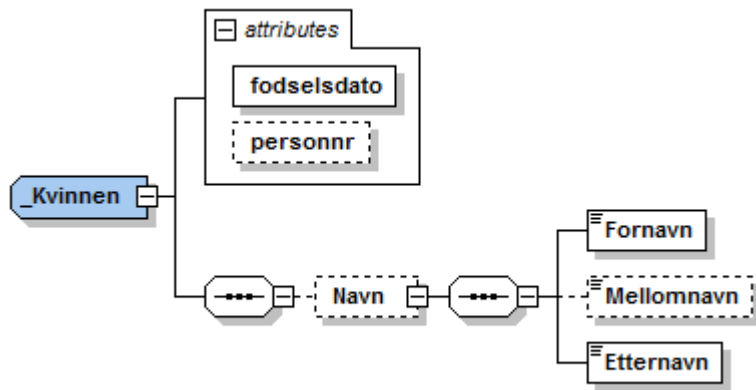 attributes
fodselsdato
personnr
_Kvinnen
Fornavn
Navn
Mellomnavn
Etternavn